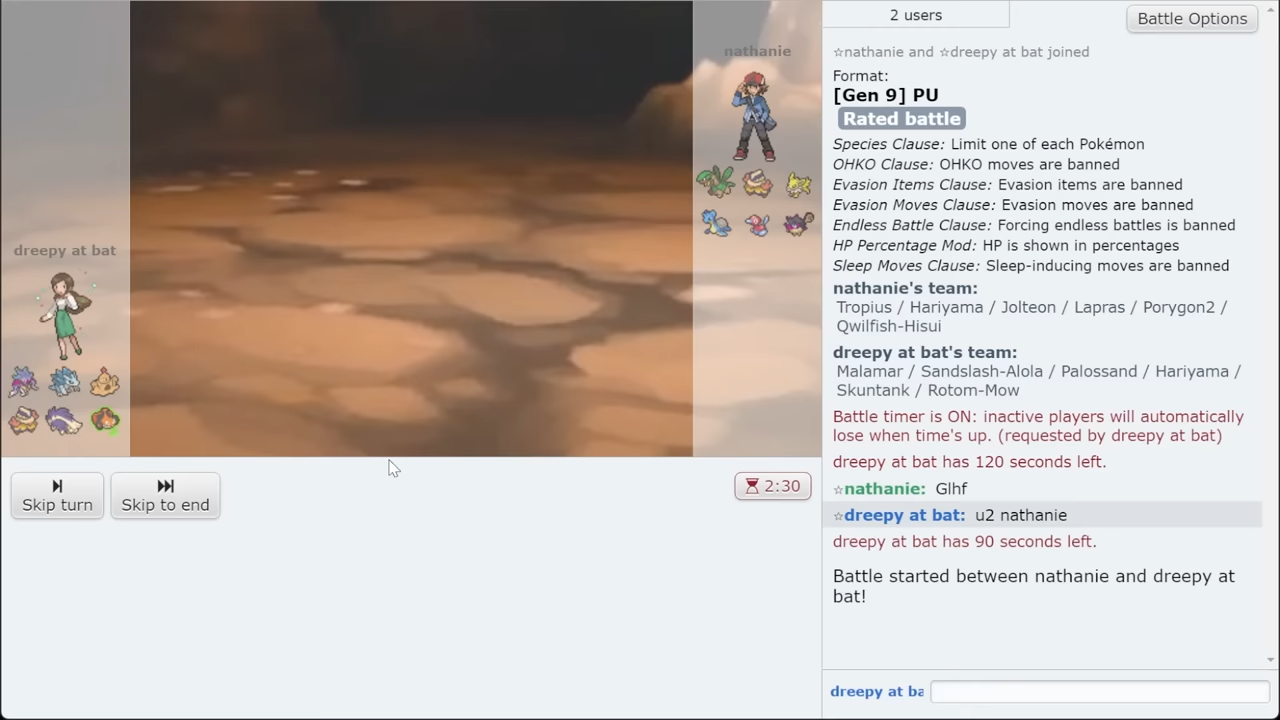 2 users
Battle Options
nathanie
dreepy at bat
Skip turn
Skip to end
2:30
☆nathanie and ☆dreepy at bat joined
Format:
[Gen 9] PU
Rated battle
Species Clause: Limit one of each Pokémon
OHKO Clause: OHKO moves are banned
Evasion Items Clause: Evasion items are banned
Evasion Moves Clause: Evasion moves are banned
Endless Battle Clause: Forcing endless battles is banned
HP Percentage Mod: HP is shown in percentages
Sleep Moves Clause: Sleep-inducing moves are banned
nathanie's team:
Tropius / Hariyama / Jolteon / Lapras / Porygon2 /
Qwilfish-Hisui
dreepy at bat's team:
Malamar / Sandslash-Alola / Palossand / Hariyama /
Skuntank / Rotom-Mow
Battle timer is ON: inactive players will automatically
lose when time's up. (requested by dreepy at bat)
dreepy at bat has 120 seconds left.
☆nathanie: Glhf
☆dreepy at bat: u2 nathanie
dreepy at bat has 90 seconds left.
Battle started between nathanie and dreepy at
bat!
dreepy at ba